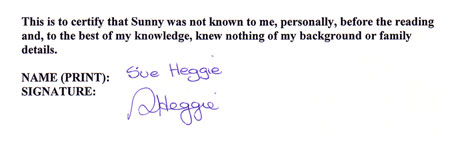 This is to certify that Sunny was not known to me, personally, before the reading
and, to the best of my knowledge, knew nothing of my background or family
details.
NAME (PRINT): Sue Heggie
SIGNATURE: SHeggie